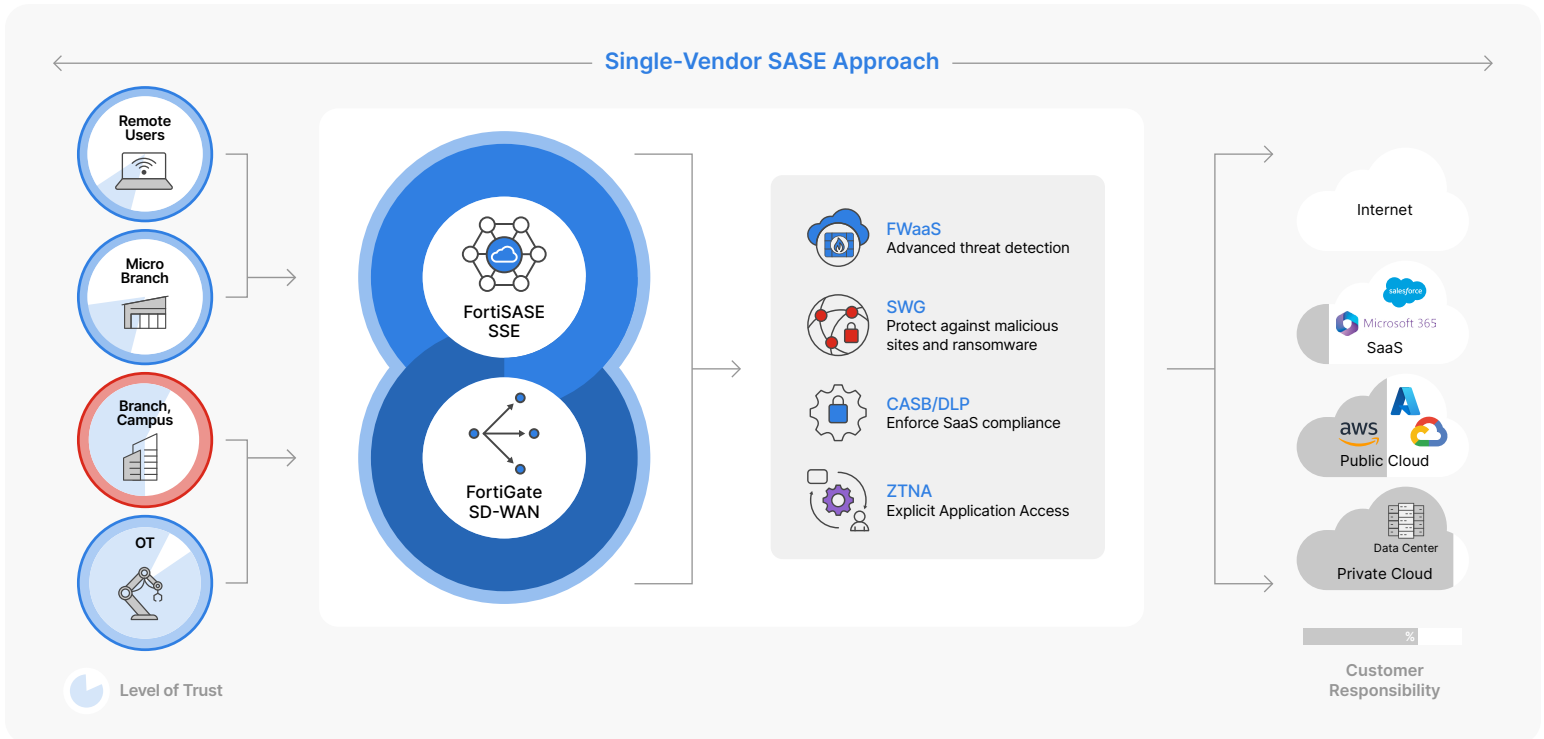 Single-Vendor SASE Approach
Remote
Users
Micro
Branch
Branch,
Campus
OT
Level of Trust
FortiSASE
SSE
FortiGate
SD-WAN
FWaaS
Advanced threat detection
SWG
Protect against malicious
sites and ransomware
CASB/DLP
Enforce SaaS compliance
ZTNA
Explicit Application Access
Internet
salesforce
Microsoft 365
SaaS
aws
Public Cloud
Data Center
Private Cloud
%
Customer
Responsibility